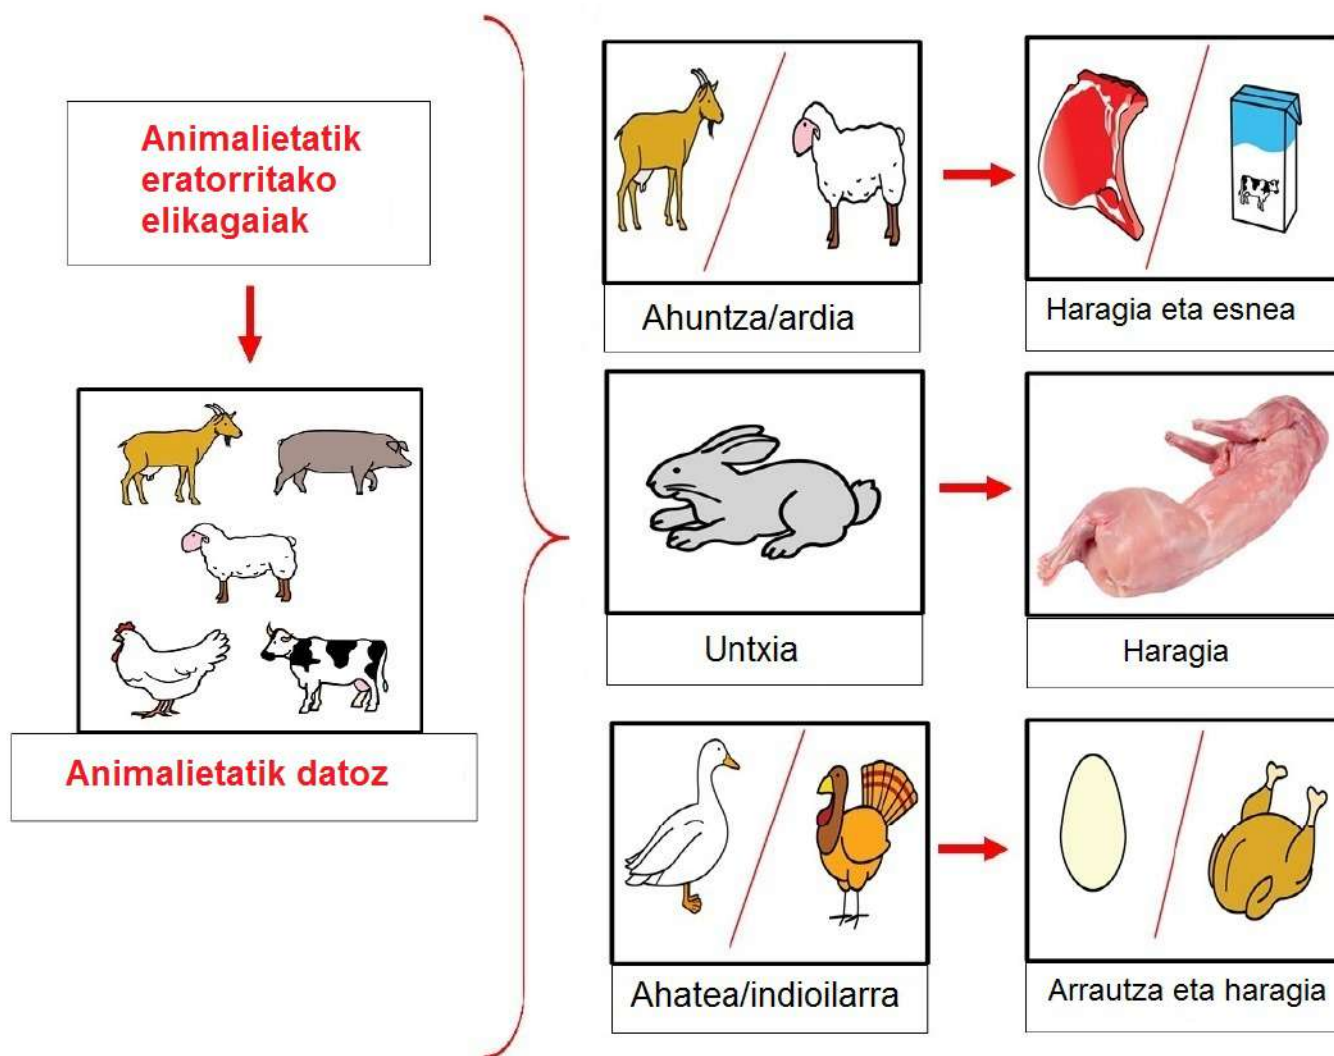 Animalietatik
eratorritako
elikagaiak
Animalietatik datoz
Ahuntza/ardia
Haragia eta esnea
Untxia
Haragia
Ahatea/indioilarra
Arrautza eta haragia